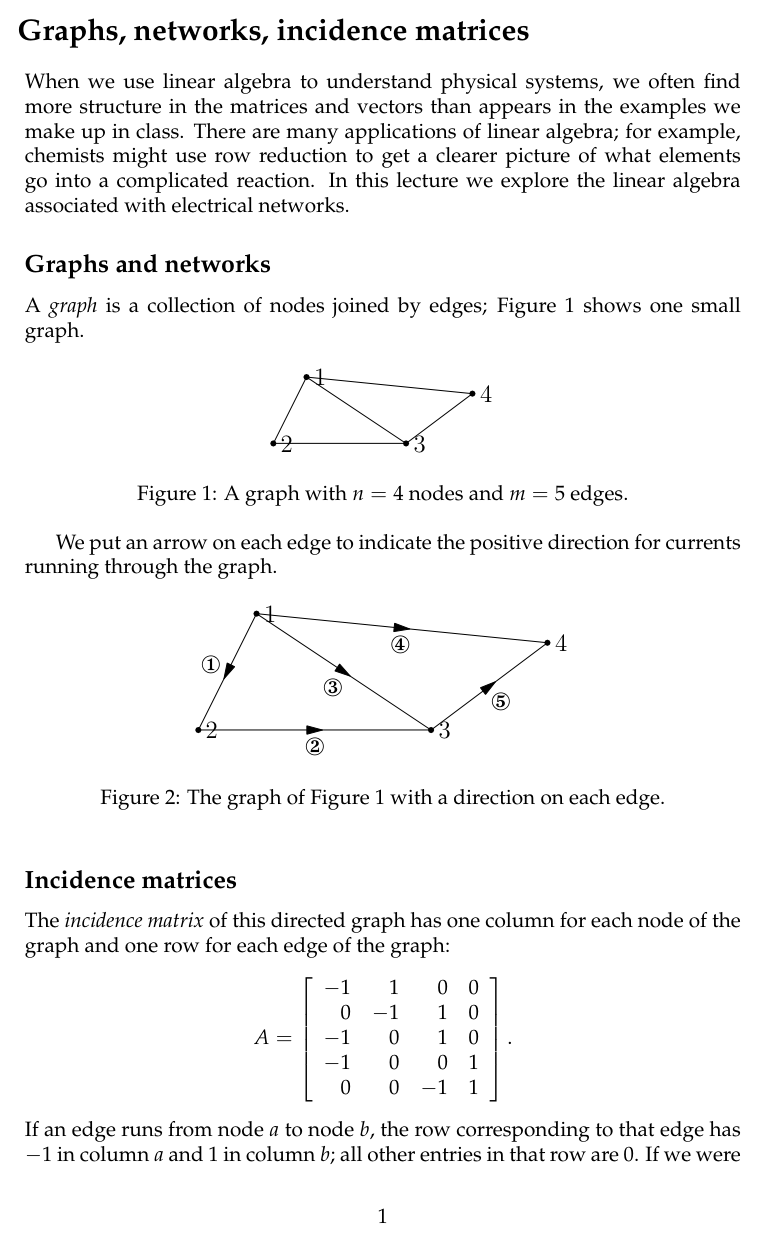 Graphs, networks, incidence matrices
When we use linear algebra to understand physical systems, we often find
more structure in the matrices and vectors than appears in the examples we
make up in class. There are many applications of linear algebra; for example,
chemists might use row reduction to get a clearer picture of what elements
go into a complicated reaction. In this lecture we explore the linear algebra
associated with electrical networks.
Graphs and networks
A graph is a collection of nodes joined by edges; Figure 1 shows one small
graph.
1
4
2
3
Figure 1: A graph with n = 4 nodes and m = 5 edges.
We put an arrow on each edge to indicate the positive direction for currents
running through the graph.
1
④
4
①
③
⑤
2
3
②
Figure 2: The graph of Figure 1 with a direction on each edge.
Incidence matrices
The incidence matrix of this directed graph has one column for each node of the
graph and one row for each edge of the graph:
−1 1 0 0
0 −1 1 0
A = −1 0 1 0 .
−1 0 0 1
0 0 −1 1
If an edge runs from node a to node b, the row corresponding to that edge has
−1 in column a and 1 in column b; all other entries in that row are 0. If we were
1